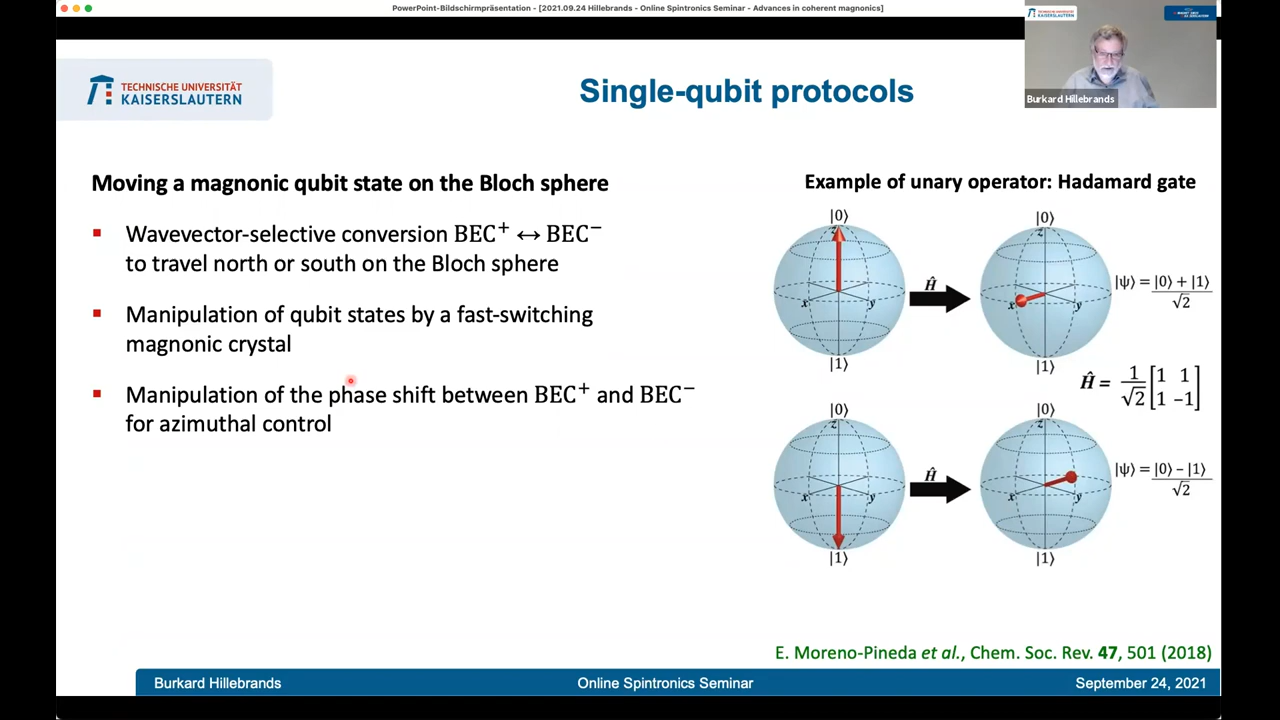 PowerPoint-Bildschirmpräsentation - [2021.09.24 Hillebrands - Online Spintronics Seminar - Advances in coherent magnonics]
TECHNISCHE UNIVERSITÄT
KAISERSLAUTERN
Single-qubit protocols
Burkard Hillebrands
Moving a magnonic qubit state on the Bloch sphere
▪ Wavevector-selective conversion BEC⁺ ↔ BEC⁻
to travel north or south on the Bloch sphere
▪ Manipulation of qubit states by a fast-switching
magnonic crystal
▪ Manipulation of the phase shift between BEC⁺ and BEC⁻
for azimuthal control
Example of unary operator: Hadamard gate
|0⟩
z
x
y
|1⟩
Ĥ
|0⟩
z
x
y
|1⟩
|ψ⟩ = |0⟩ + |1⟩
√2
Ĥ = 1/√2 [1 1
1 −1]
|0⟩
z
x
y
|1⟩
Ĥ
|0⟩
z
x
y
|1⟩
|ψ⟩ = |0⟩ − |1⟩
√2
E. Moreno-Pineda et al., Chem. Soc. Rev. 47, 501 (2018)
Burkard Hillebrands
Online Spintronics Seminar
September 24, 2021